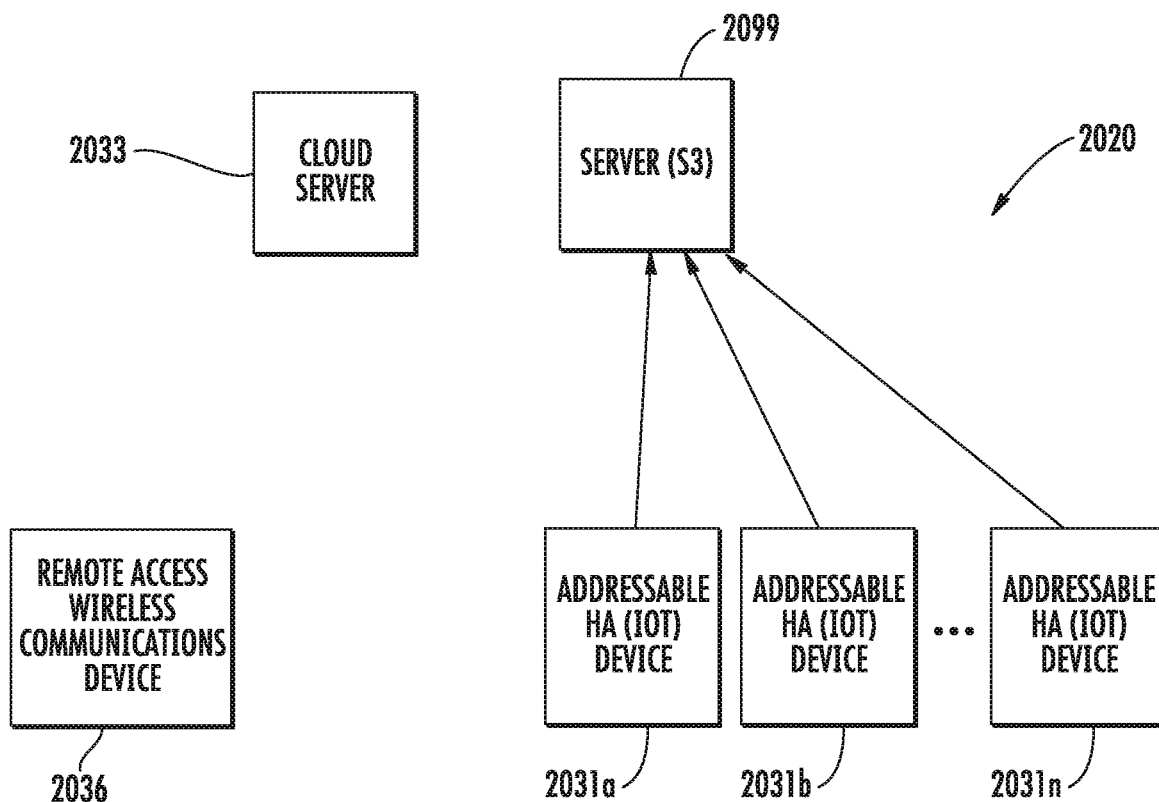 2099
2033
CLOUD
SERVER
SERVER (S3)
2020
REMOTE ACCESS
WIRELESS
COMMUNICATIONS
DEVICE
2036
ADDRESSABLE
HA (IOT)
DEVICE
2031a
ADDRESSABLE
HA (IOT)
DEVICE
2031b
•••
ADDRESSABLE
HA (IOT)
DEVICE
2031n